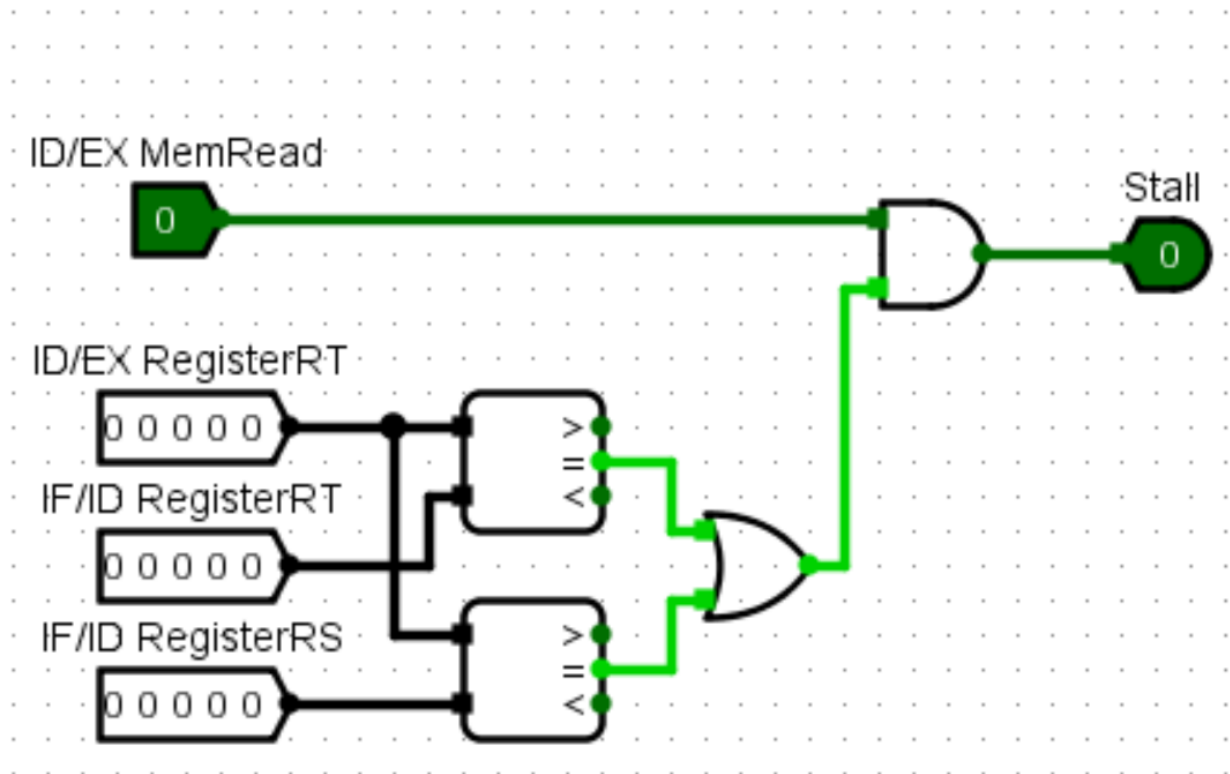 ID/EX MemRead
0
Stall
0
ID/EX RegisterRT
0 0 0 0 0
>
=
<
IF/ID RegisterRT
0 0 0 0 0
IF/ID RegisterRS
0 0 0 0 0
>
=
<